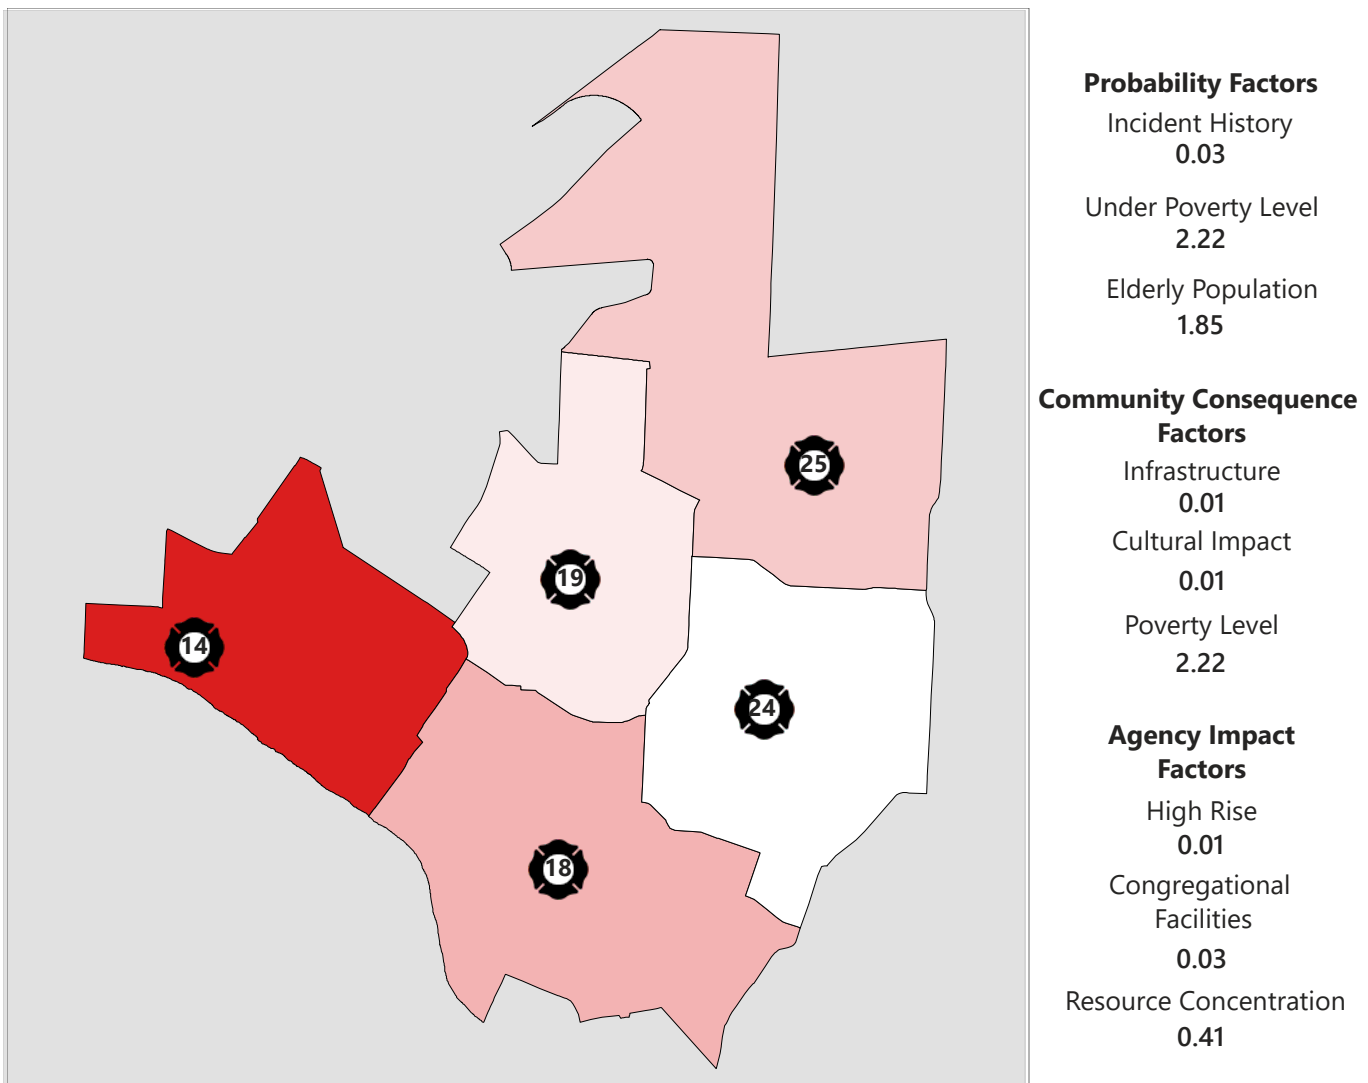 25
19
14
24
18
Probability Factors
Incident History
0.03
Under Poverty Level
2.22
Elderly Population
1.85
Community Consequence
Factors
Infrastructure
0.01
Cultural Impact
0.01
Poverty Level
2.22
Agency Impact
Factors
High Rise
0.01
Congregational
Facilities
0.03
Resource Concentration
0.41